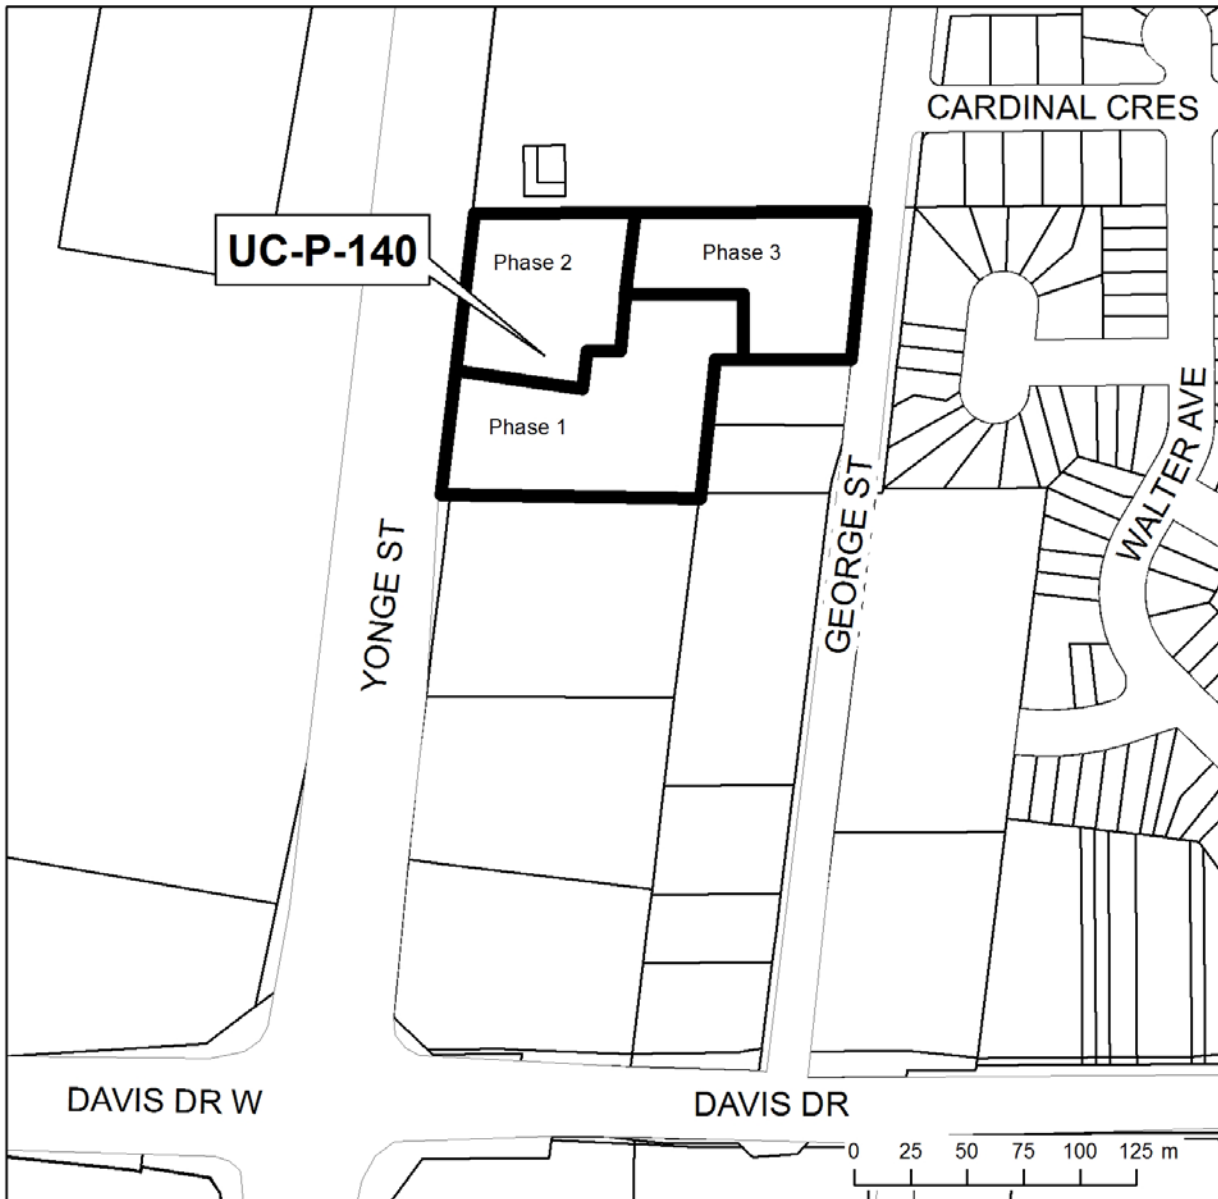 CARDINAL CRES
UC-P-140
Phase 2
Phase 3
Phase 1
WALTER AVE
YONGE ST
GEORGE ST
DAVIS DR W
DAVIS DR
0 25 50 75 100 125 m